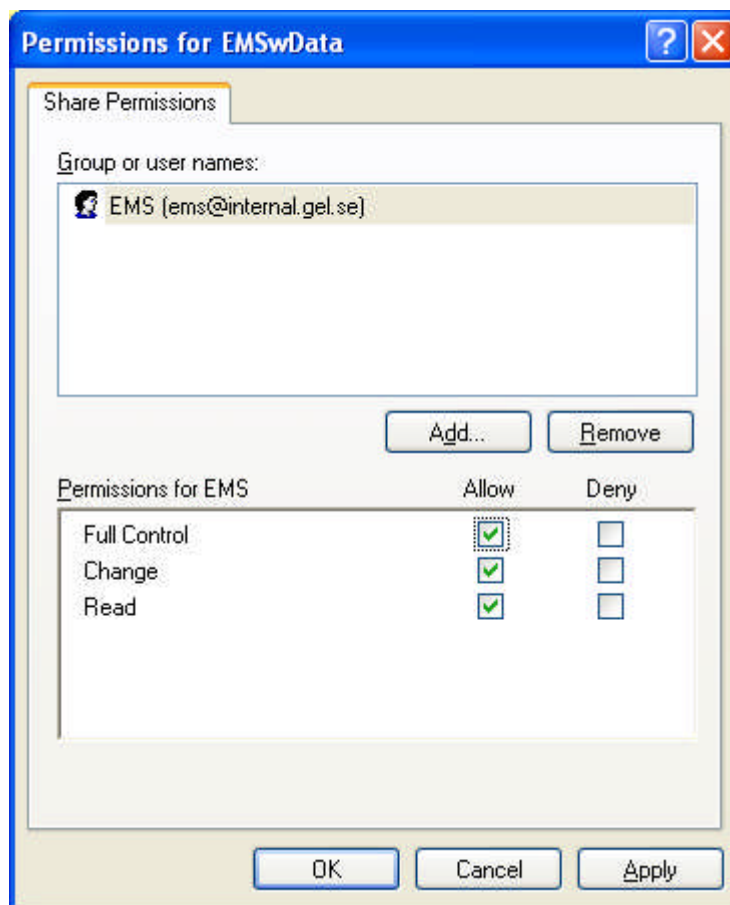 Permissions for EMSwData
Share Permissions
Group or user names:
EMS (ems@internal.gel.se)
Add... Remove
Permissions for EMS Allow Deny
Full Control
Change
Read
OK Cancel Apply